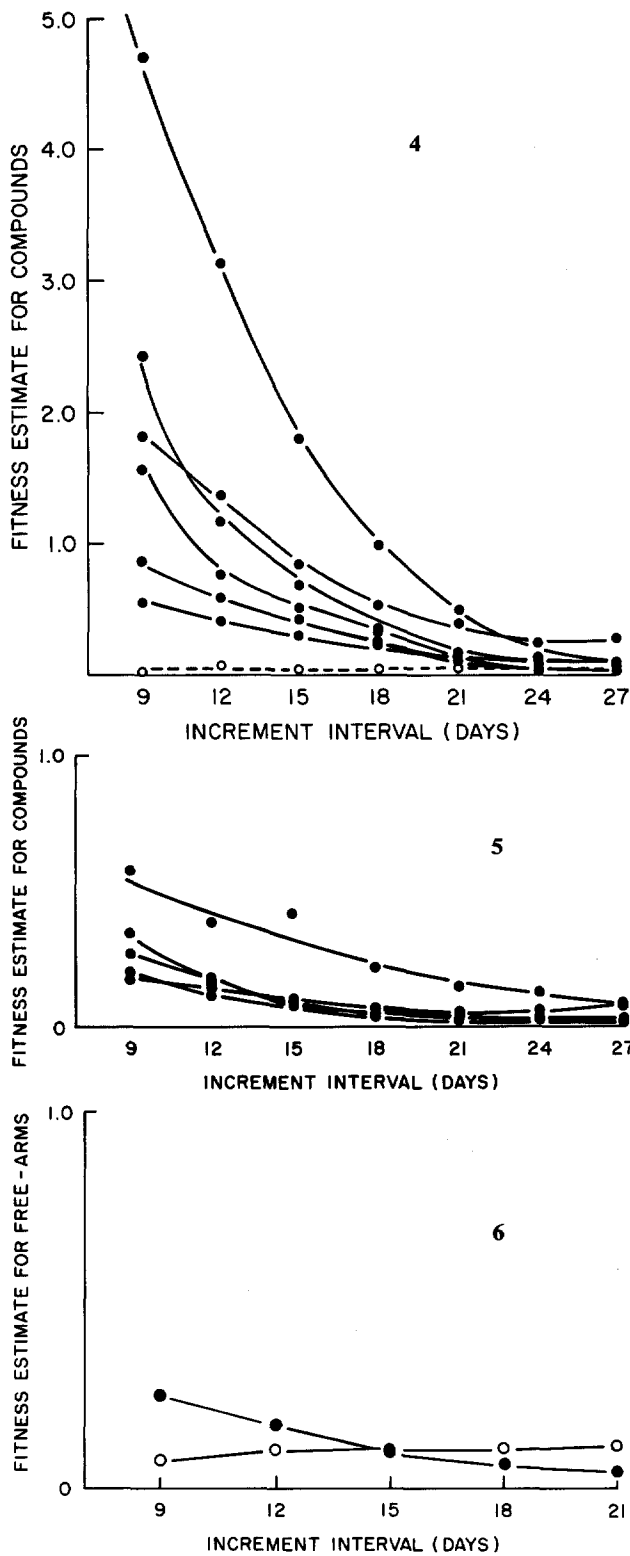 5.0
4.0
3.0
2.0
1.0
FITNESS ESTIMATE FOR COMPOUNDS
4
9 12 15 18 21 24 27
INCREMENT INTERVAL (DAYS)
1.0
0
FITNESS ESTIMATE FOR COMPOUNDS
5
9 12 15 18 21 24 27
INCREMENT INTERVAL (DAYS)
1.0
0
FITNESS ESTIMATE FOR FREE-ARMS
6
9 12 15 18 21
INCREMENT INTERVAL (DAYS)